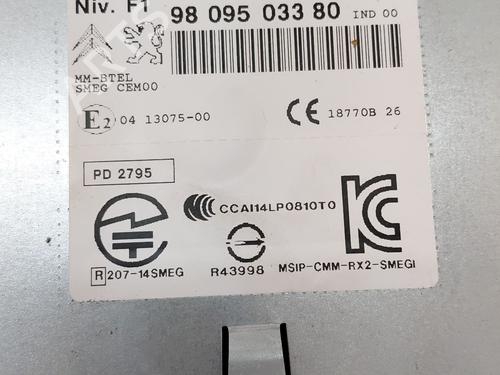 Niv. F1
98 095 033 80 IND 00
MM-BTEL
SMEG CEM00
E2 04 13075-00
CE 18770B 26
PD 2795
CCAI14LP0810T0
R 207-14SMEG
R43998
MSIP-CMM-RX2-SMEGI